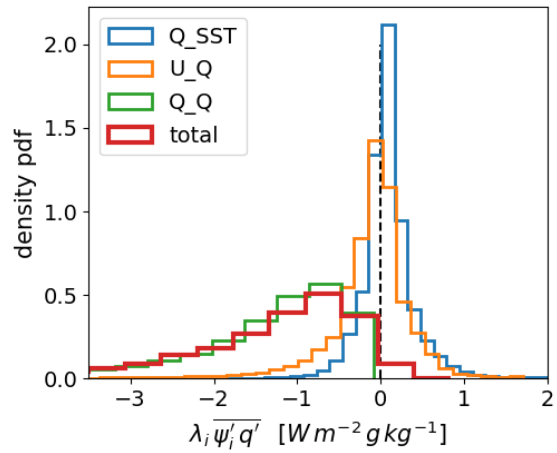 2.0
1.5
1.0
0.5
0.0
density pdf
Q_SST
U_Q
Q_Q
total
−3 −2 −1 0 1 2
λ_i \overline{ψ′_i q′} [W m⁻² g kg⁻¹]